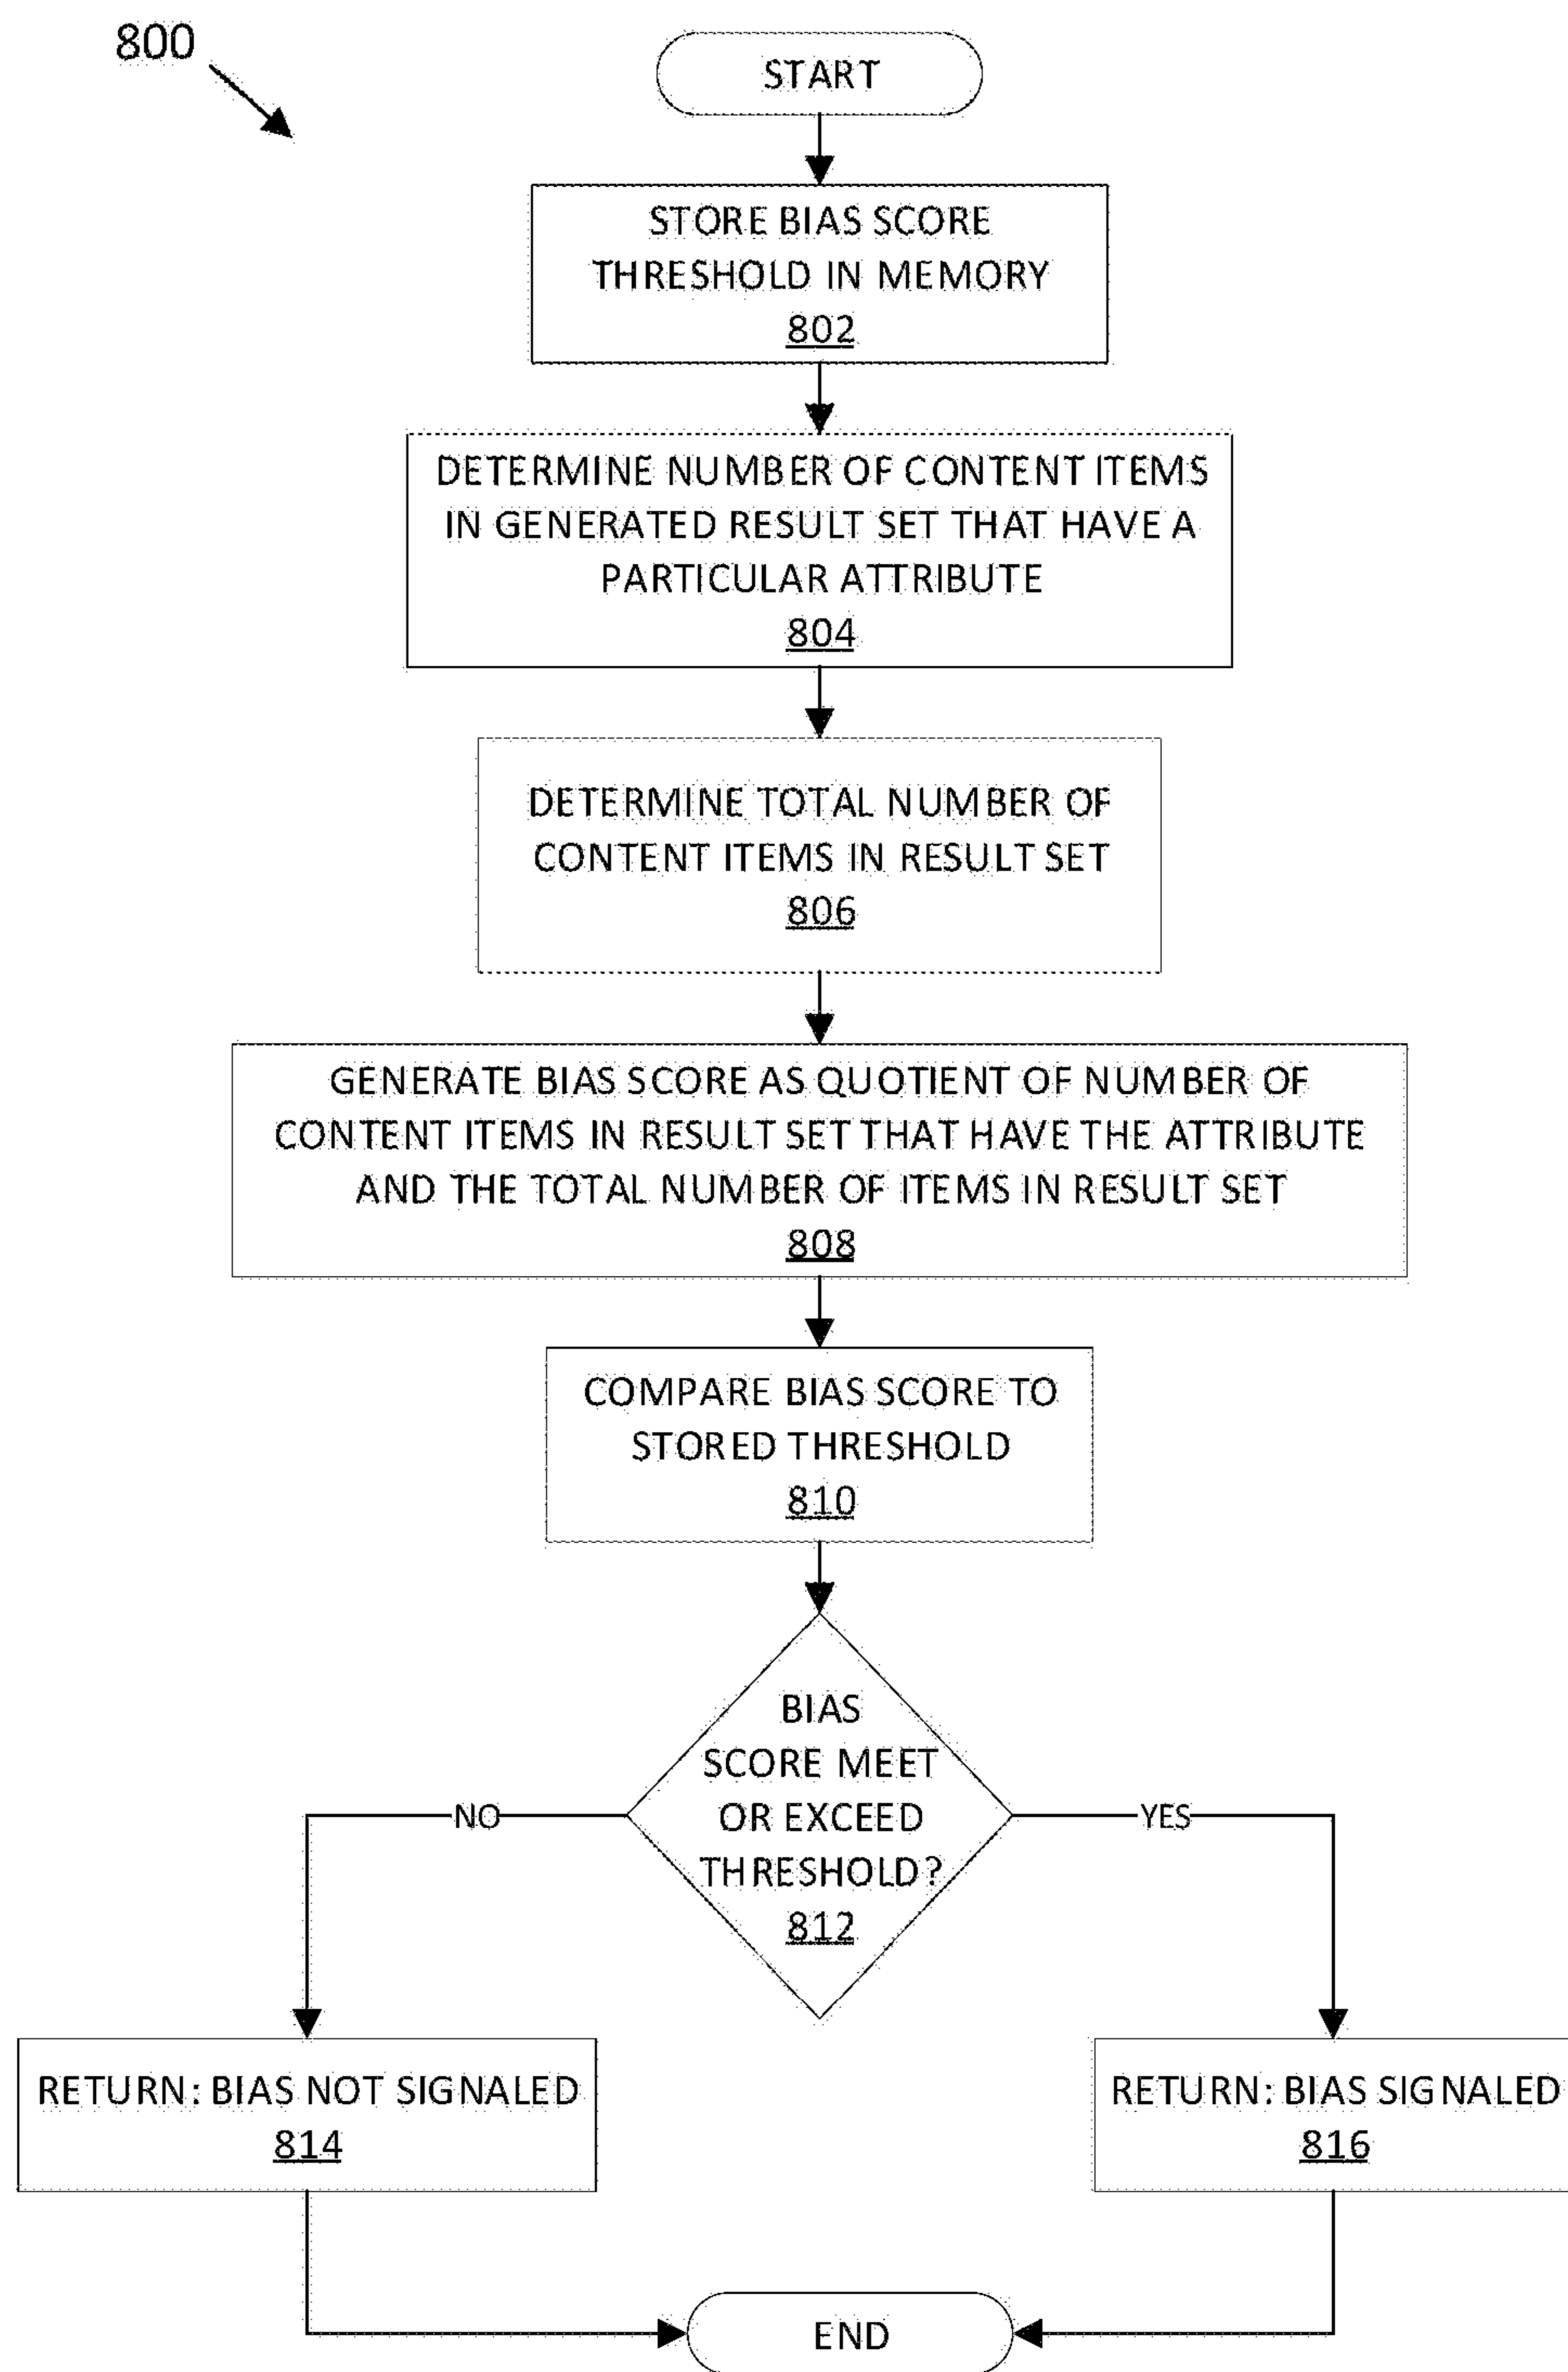 800
START
STORE BIAS SCORE
THRESHOLD IN MEMORY
802
DETERMINE NUMBER OF CONTENT ITEMS
IN GENERATED RESULT SET THAT HAVE A
PARTICULAR ATTRIBUTE
804
DETERMINE TOTAL NUMBER OF
CONTENT ITEMS IN RESULT SET
806
GENERATE BIAS SCORE AS QUOTIENT OF NUMBER OF
CONTENT ITEMS IN RESULT SET THAT HAVE THE ATTRIBUTE
AND THE TOTAL NUMBER OF ITEMS IN RESULT SET
808
COMPARE BIAS SCORE TO
STORED THRESHOLD
810
BIAS
SCORE MEET
OR EXCEED
THRESHOLD?
812
NO
YES
RETURN: BIAS NOT SIGNALED
814
RETURN: BIAS SIGNALED
816
END